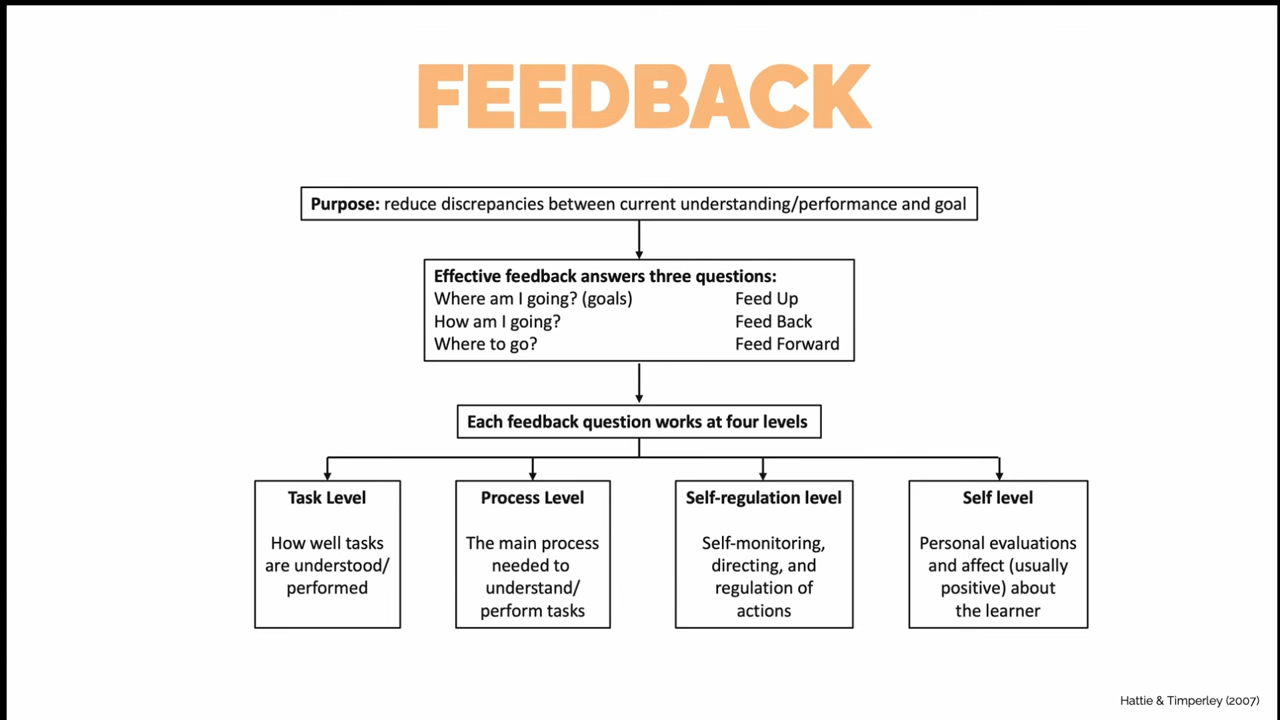 FEEDBACK
Purpose: reduce discrepancies between current understanding/performance and goal
Effective feedback answers three questions:
Where am I going? (goals) Feed Up
How am I going? Feed Back
Where to go? Feed Forward
Each feedback question works at four levels
Task Level
How well tasks
are understood/
performed
Process Level
The main process
needed to
understand/
perform tasks
Self-regulation level
Self-monitoring,
directing, and
regulation of
actions
Self level
Personal evaluations
and affect (usually
positive) about
the learner
Hattie & Timperley (2007)